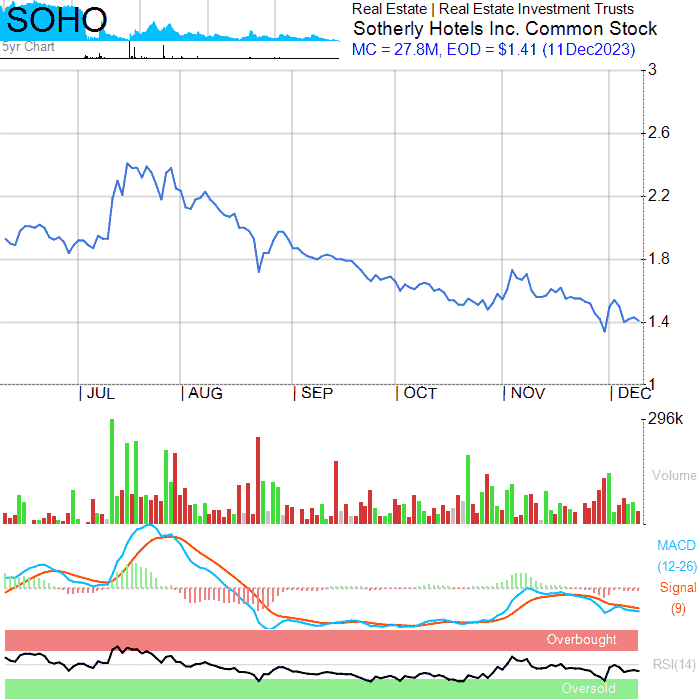 SOHO
5yr Chart
Real Estate | Real Estate Investment Trusts
Sotherly Hotels Inc. Common Stock
MC = 27.8M, EOD = $1.41 (11Dec2023)
3
2.6
2.2
1.8
1.4
1
| JUL
| AUG
| SEP
| OCT
| NOV
| DEC
296k
Volume
MACD
(12-26)
Signal
(9)
Overbought
RSI(14)
Oversold